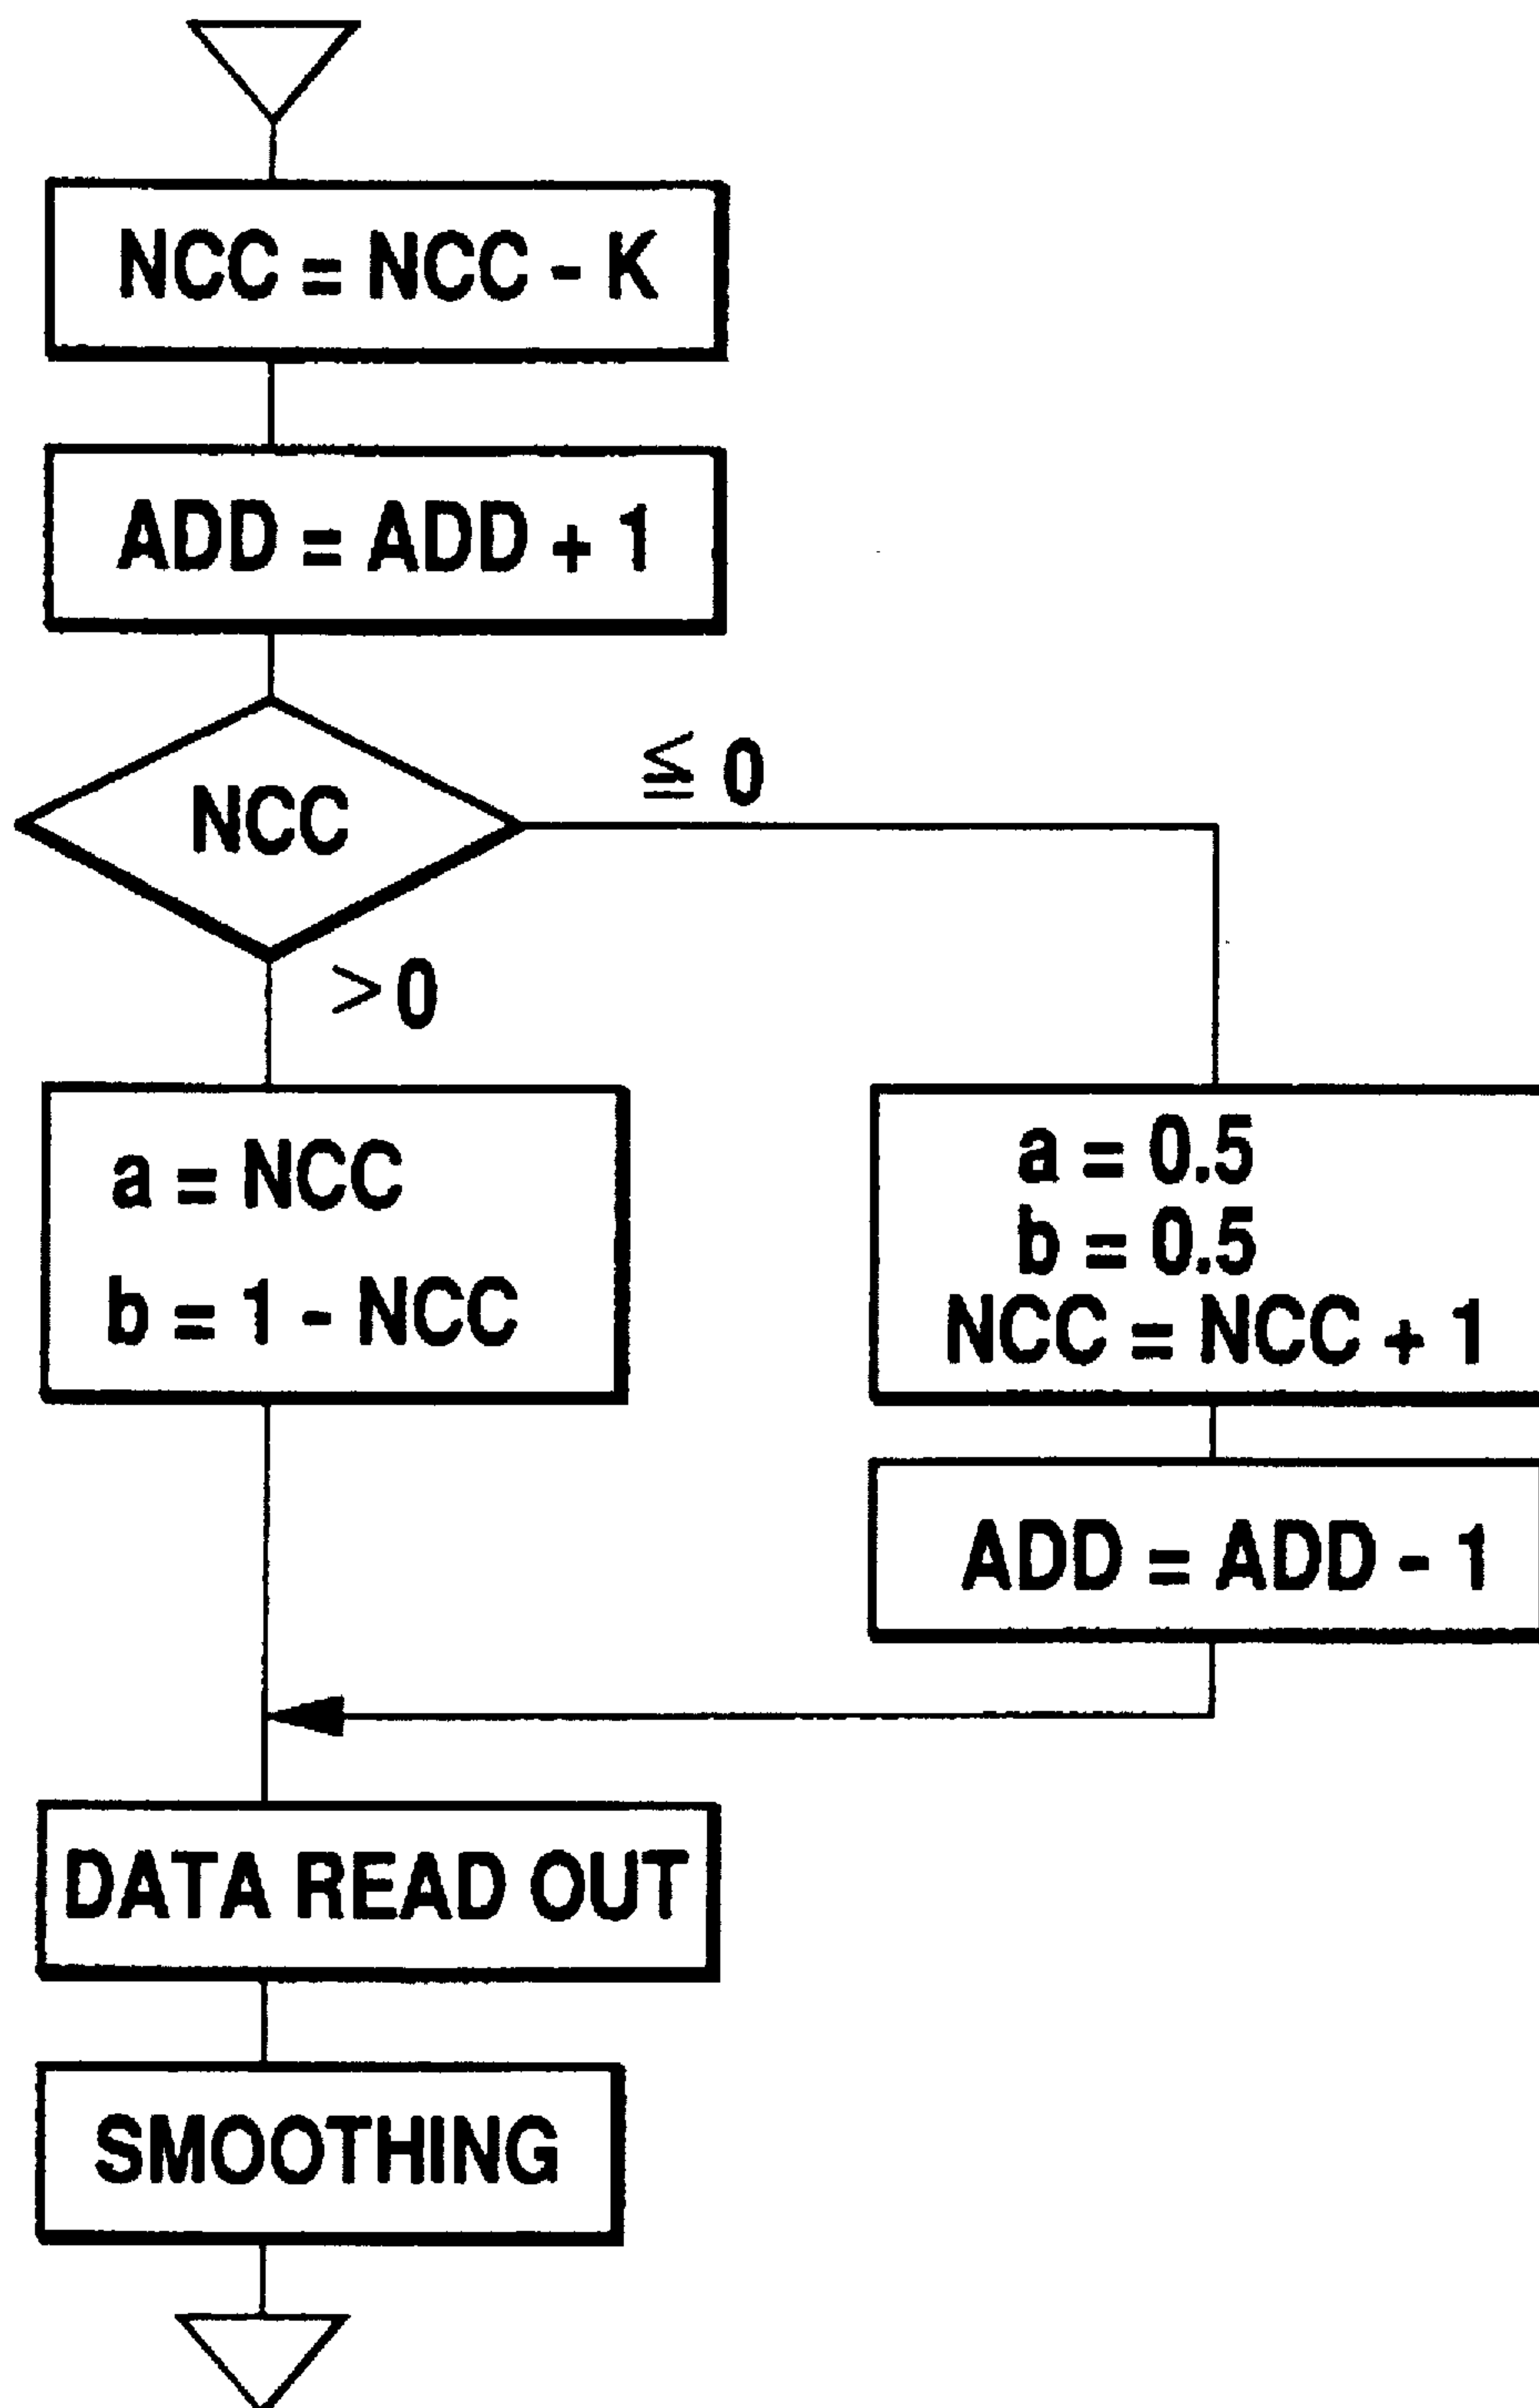 NCC = NCC - K
ADD = ADD + 1
NCC
≦ 0
>0
a = NCC
b = 1 - NCC
a = 0.5
b = 0.5
NCC = NCC + 1
ADD = ADD - 1
DATA READ OUT
SMOOTHING